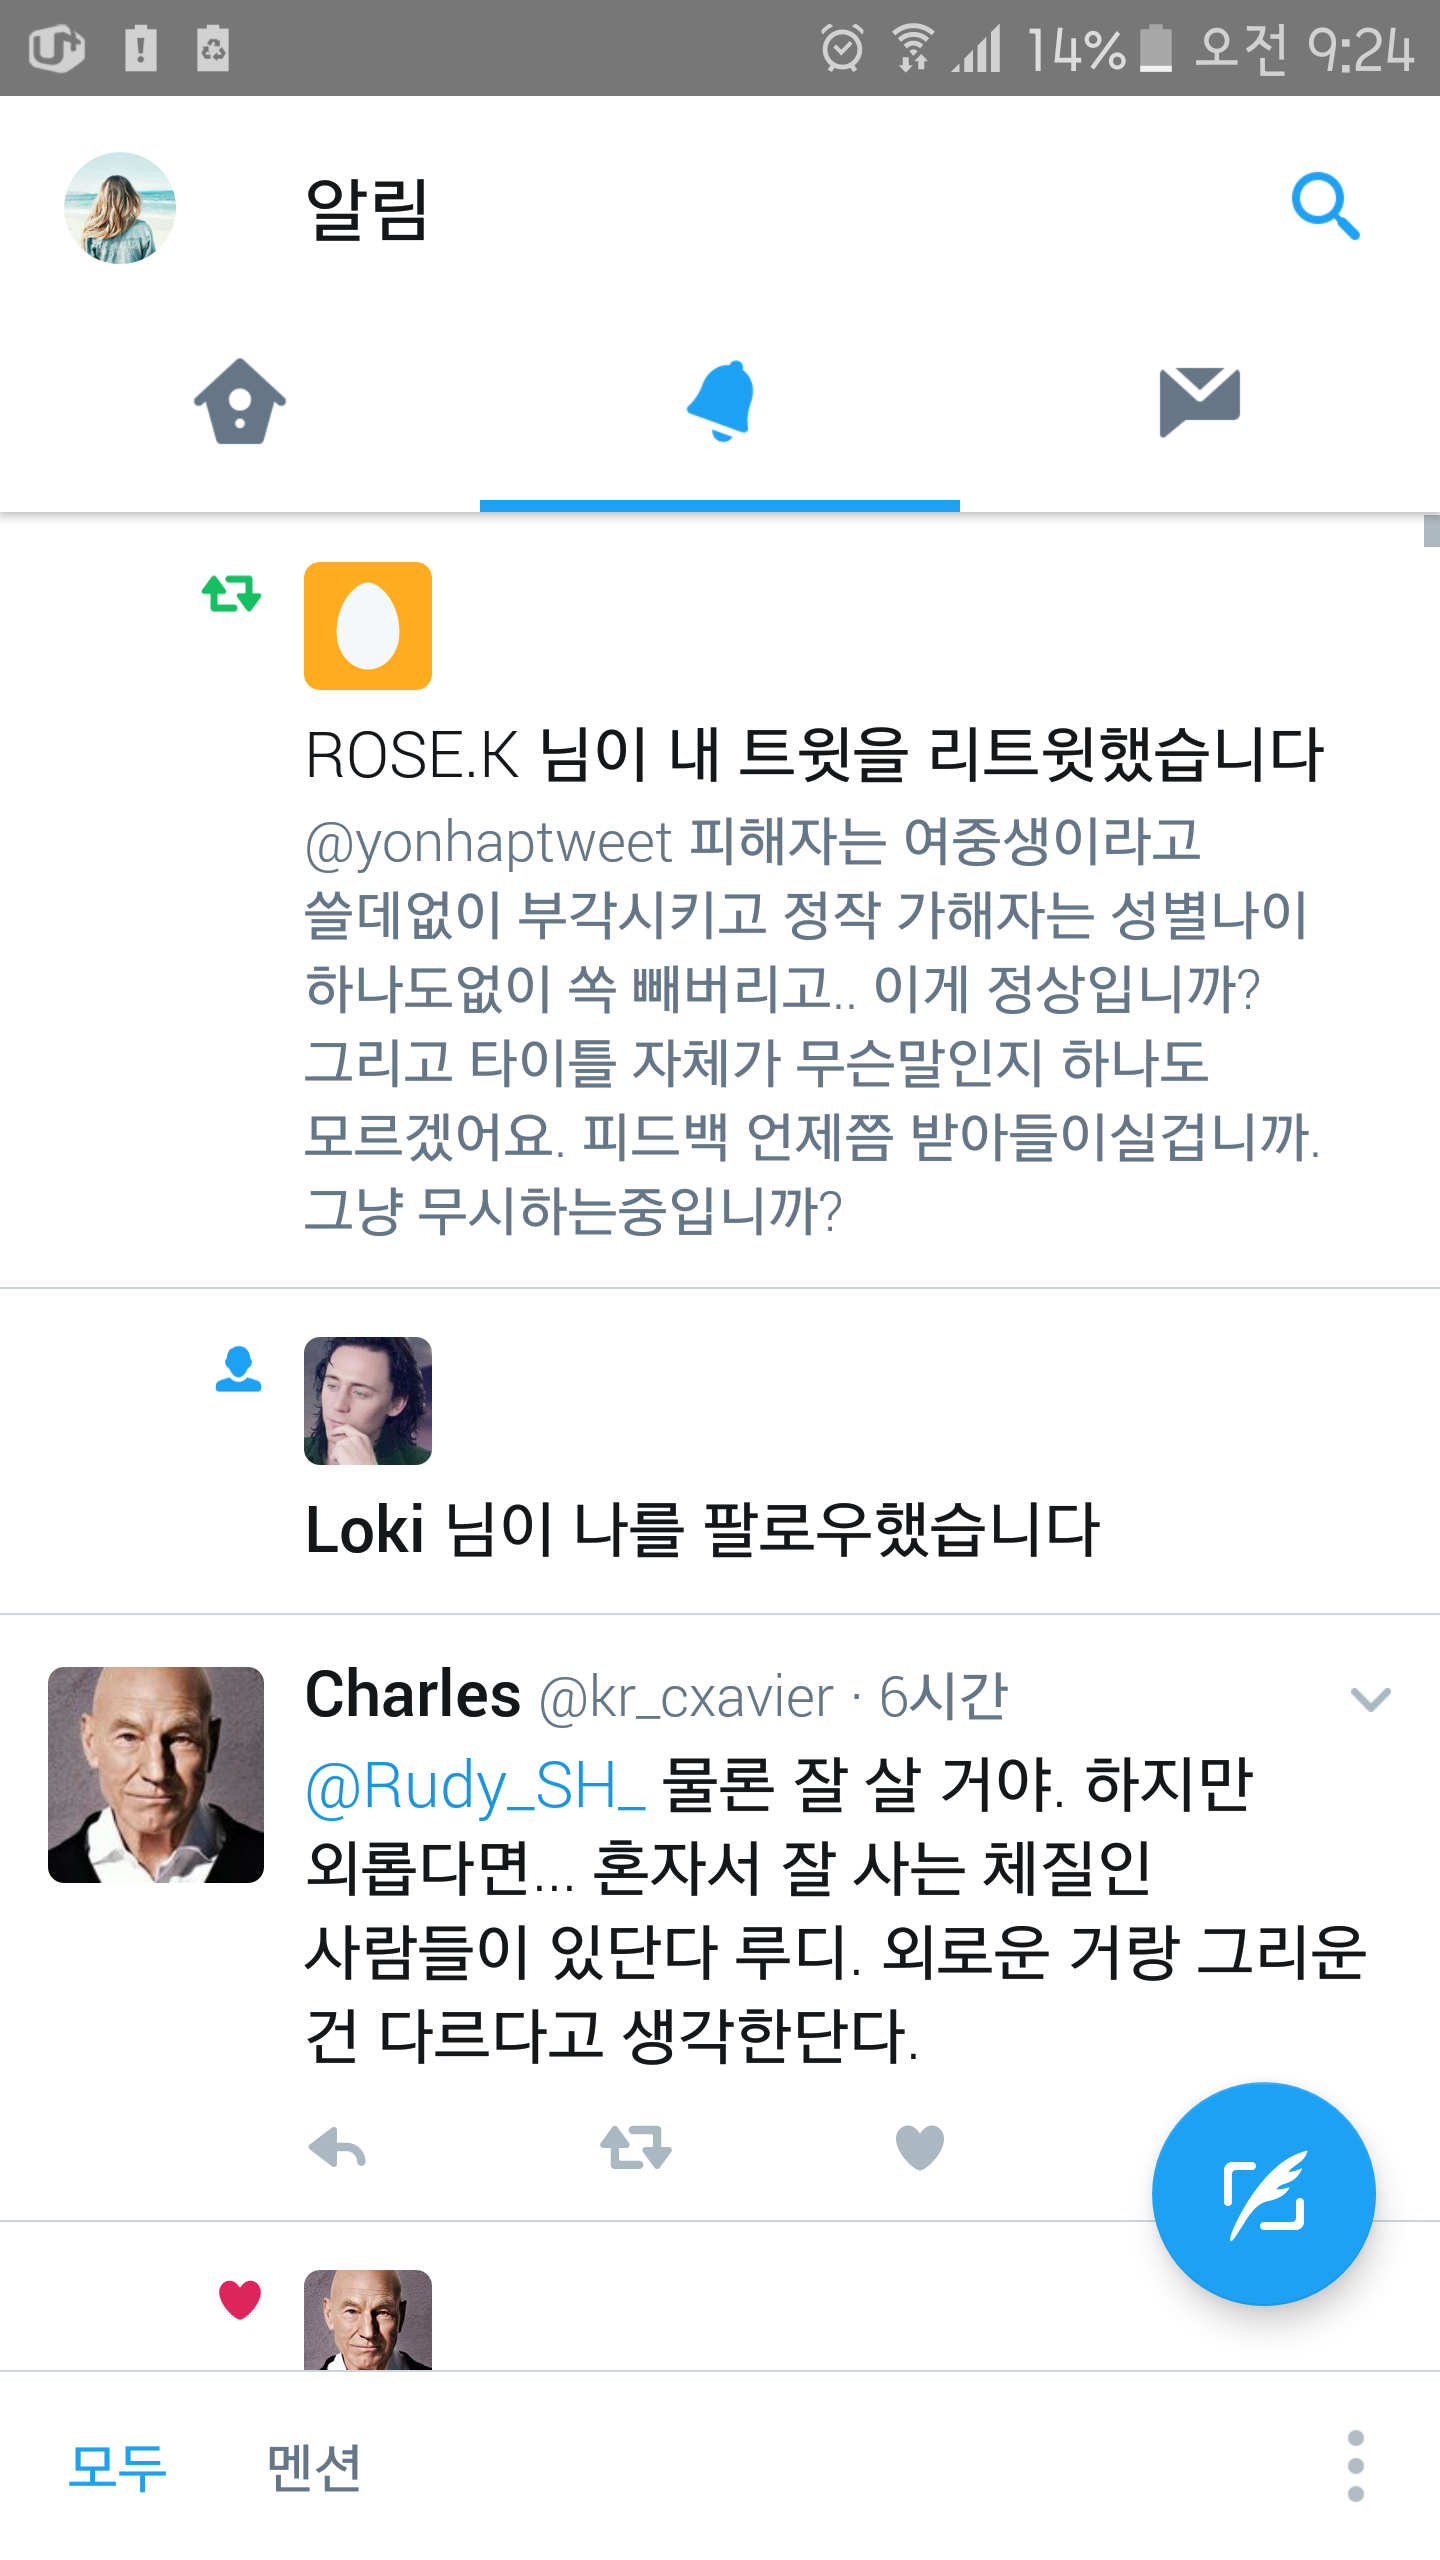 14% 오전 9:24
알림
ROSE.K 님이 내 트윗을 리트윗했습니다
@yonhaptweet 피해자는 여중생이라고
쓸데없이 부각시키고 정작 가해자는 성별나이
하나도없이 쏙 빼버리고.. 이게 정상입니까?
그리고 타이틀 자체가 무슨말인지 하나도
모르겠어요. 피드백 언제쯤 받아들이실겁니까.
그냥 무시하는중입니까?
Loki 님이 나를 팔로우했습니다
Charles @kr_cxavier · 6시간
@Rudy_SH_ 물론 잘 살 거야. 하지만
외롭다면... 혼자서 잘 사는 체질인
사람들이 있단다 루디. 외로운 거랑 그리운
건 다르다고 생각한단다.
모두 멘션